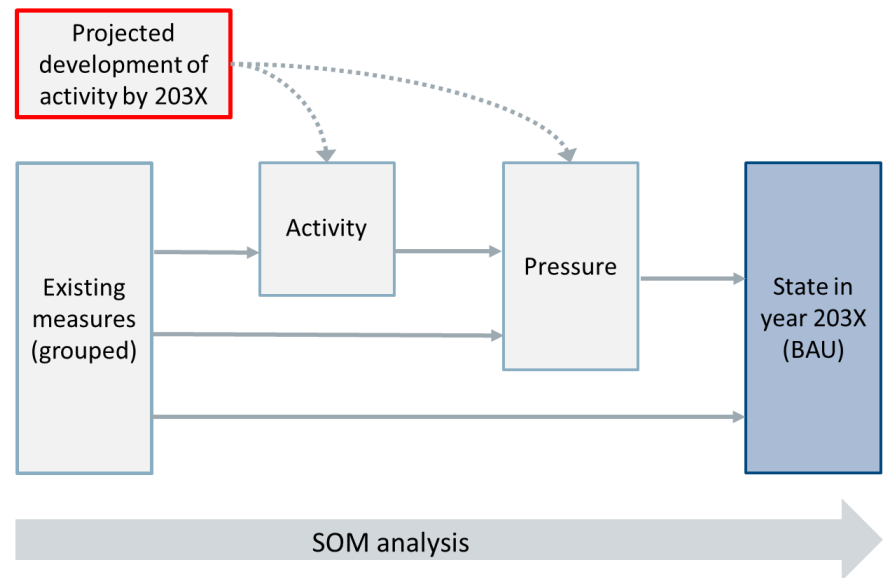 Projected
development of
activity by 203X
Activity
Pressure
Existing
measures
(grouped)
State in
year 203X
(BAU)
SOM analysis